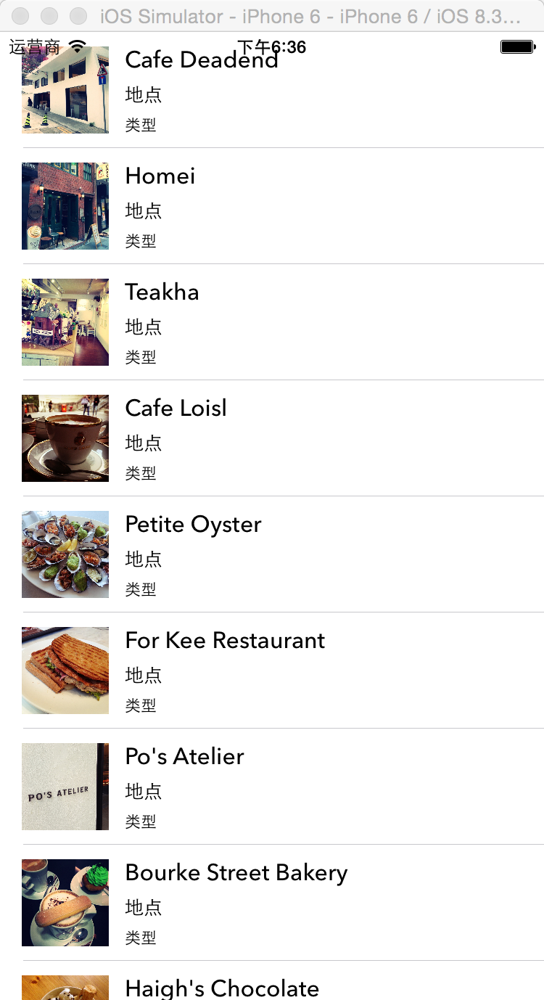 iOS Simulator - iPhone 6 - iPhone 6 / iOS 8.3...
运营商 下午6:36
Cafe Deadend
地点
类型
Homei
地点
类型
Teakha
地点
类型
Cafe Loisl
地点
类型
Petite Oyster
地点
类型
For Kee Restaurant
地点
类型
PO'S ATELIER
Po's Atelier
地点
类型
Bourke Street Bakery
地点
类型
Haigh's Chocolate